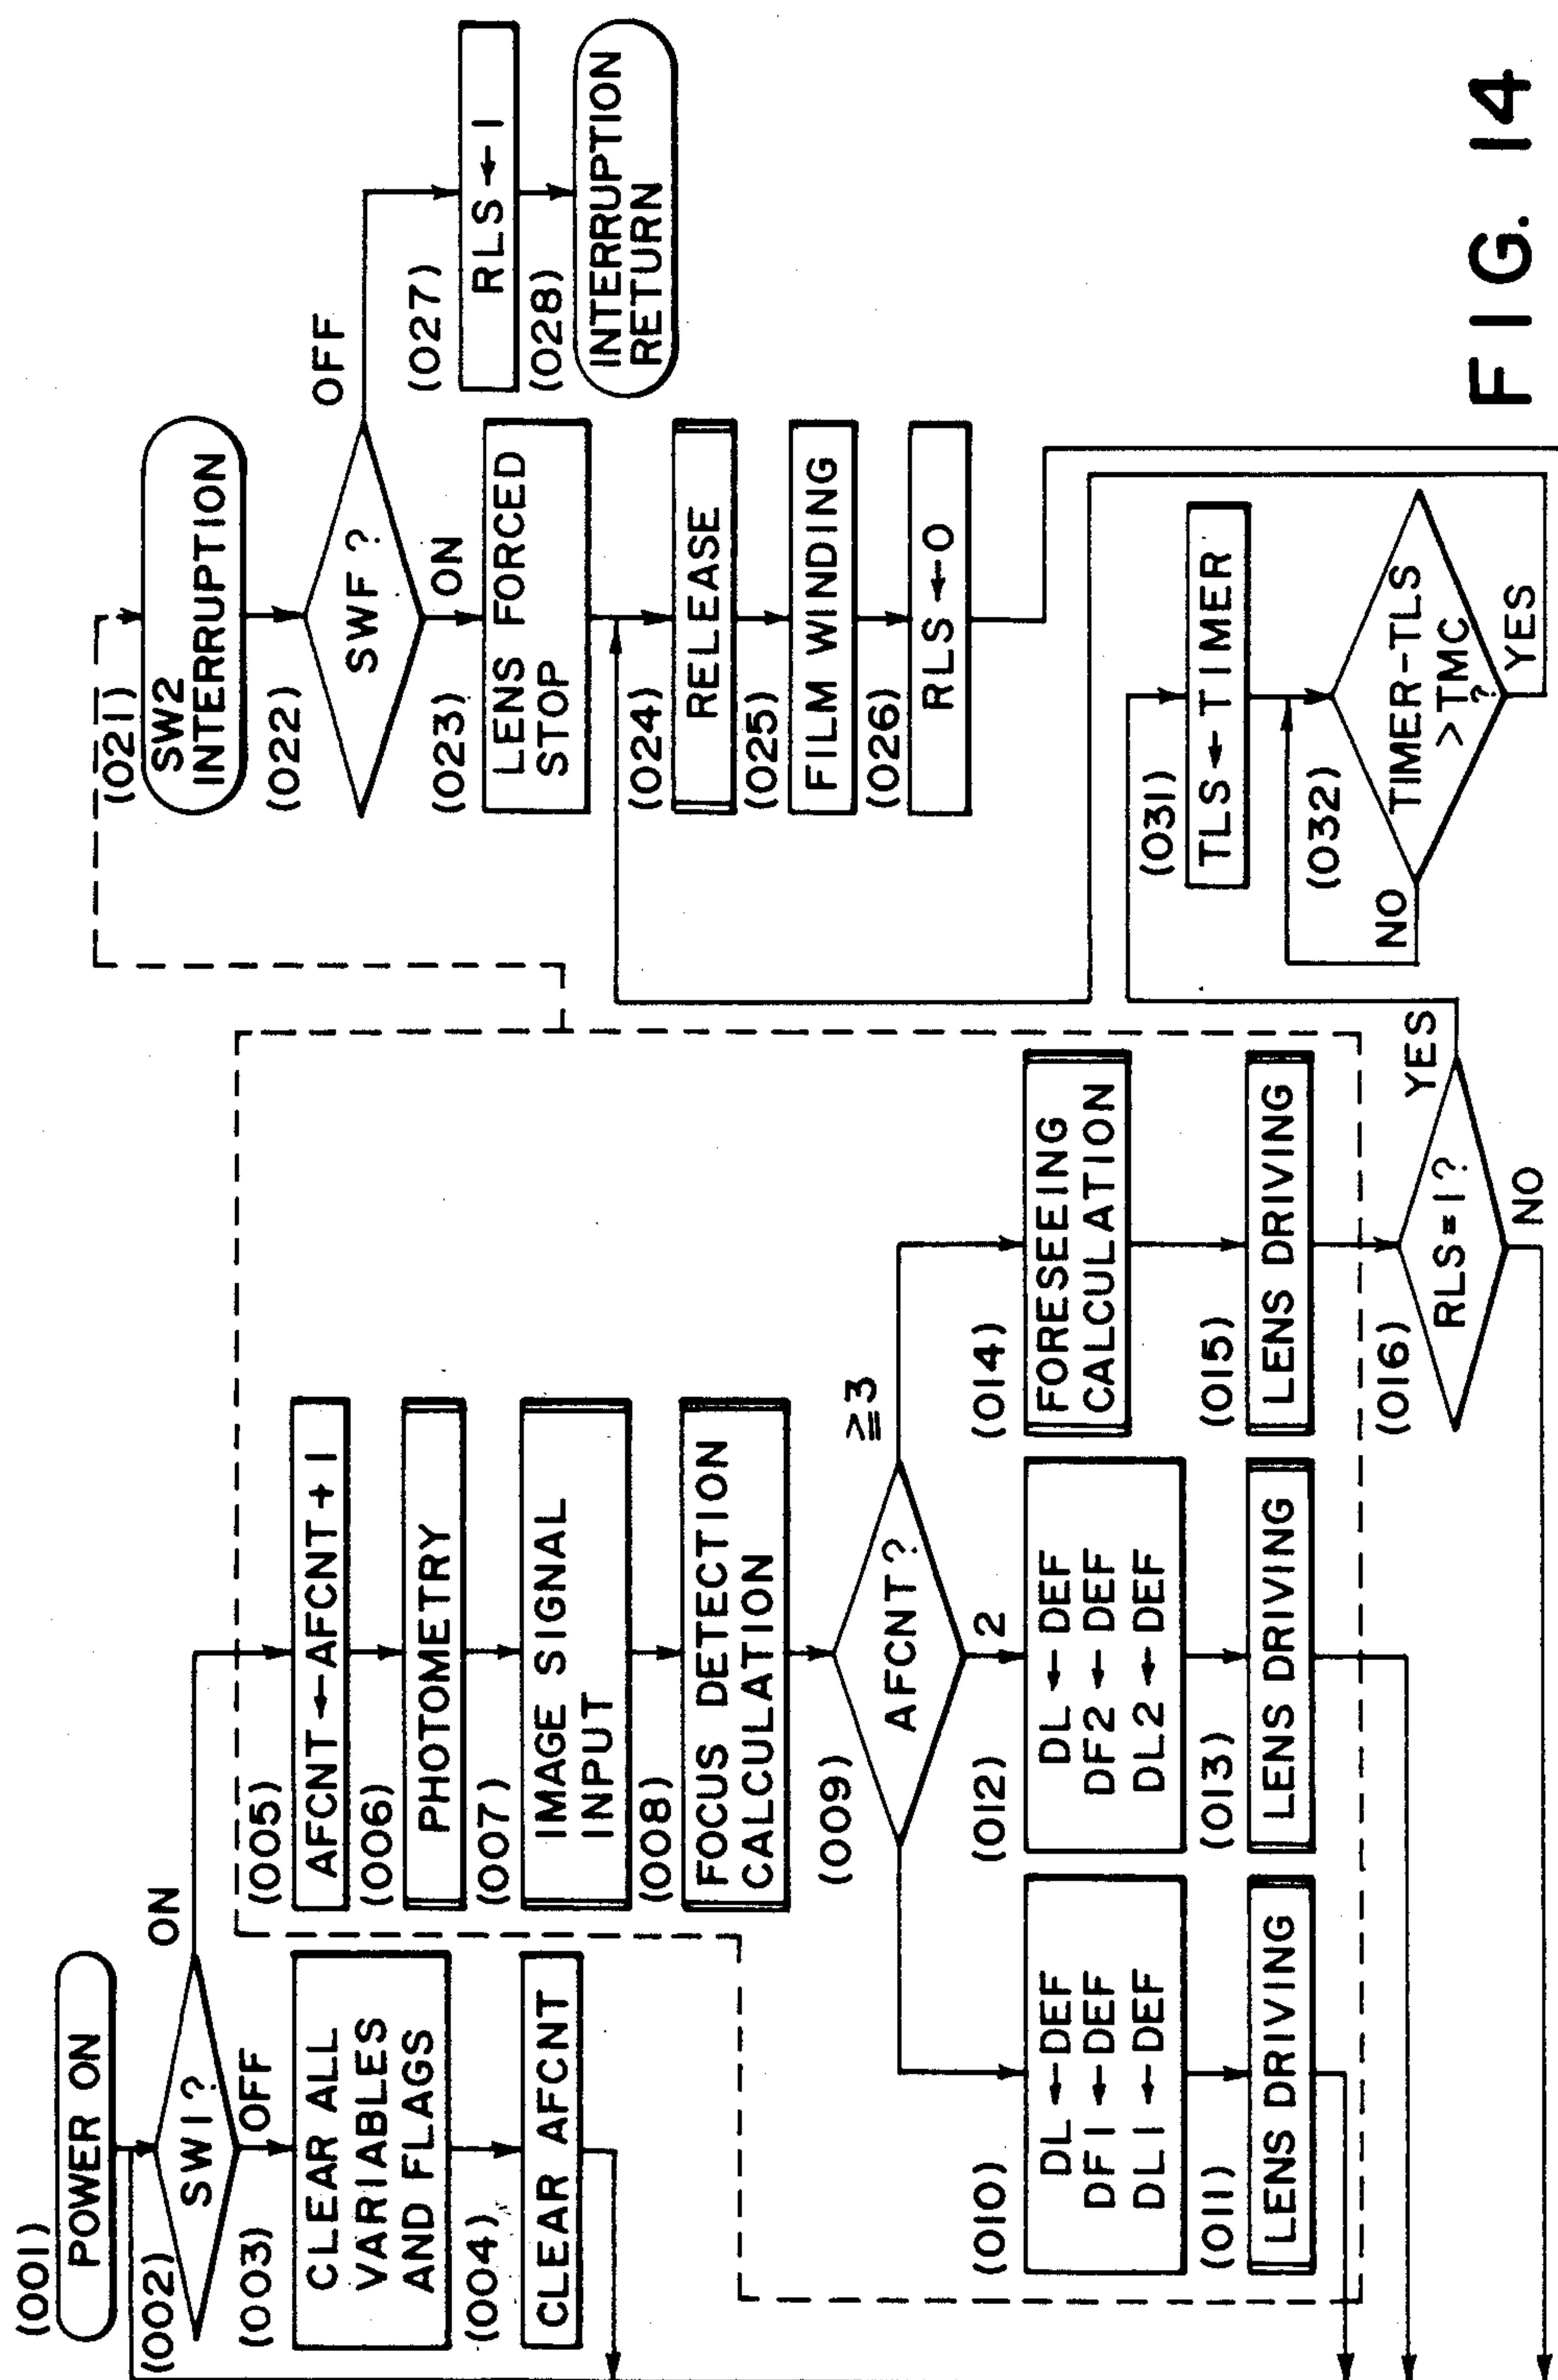 (001)
POWER ON
(002)
SW1?
ON
OFF
(003)
CLEAR ALL
VARIABLES
AND FLAGS
(004)
CLEAR AFCNT
(005)
AFCNT←AFCNT+1
(006)
PHOTOMETRY
(007)
IMAGE SIGNAL
INPUT
(008)
FOCUS DETECTION
CALCULATION
(009)
AFCNT?
2
≧3
(010)
DL←DEF
DF1←DEF
DL1←DEF
(011)
LENS DRIVING
(012)
DL←DEF
DF2←DEF
DL2←DEF
(013)
LENS DRIVING
(014)
FORESEEING
CALCULATION
(015)
LENS DRIVING
(016)
RLS=1?
YES
NO
(021)
SW2
INTERRUPTION
(022)
SWF?
OFF
ON
(023)
LENS FORCED
STOP
(024)
RELEASE
(025)
FILM WINDING
(026)
RLS←0
(027)
RLS←1
(028)
INTERRUPTION
RETURN
(031)
TLS←TIMER
(032)
TIMER-TLS
>TMC
?
NO
YES
FIG. 14